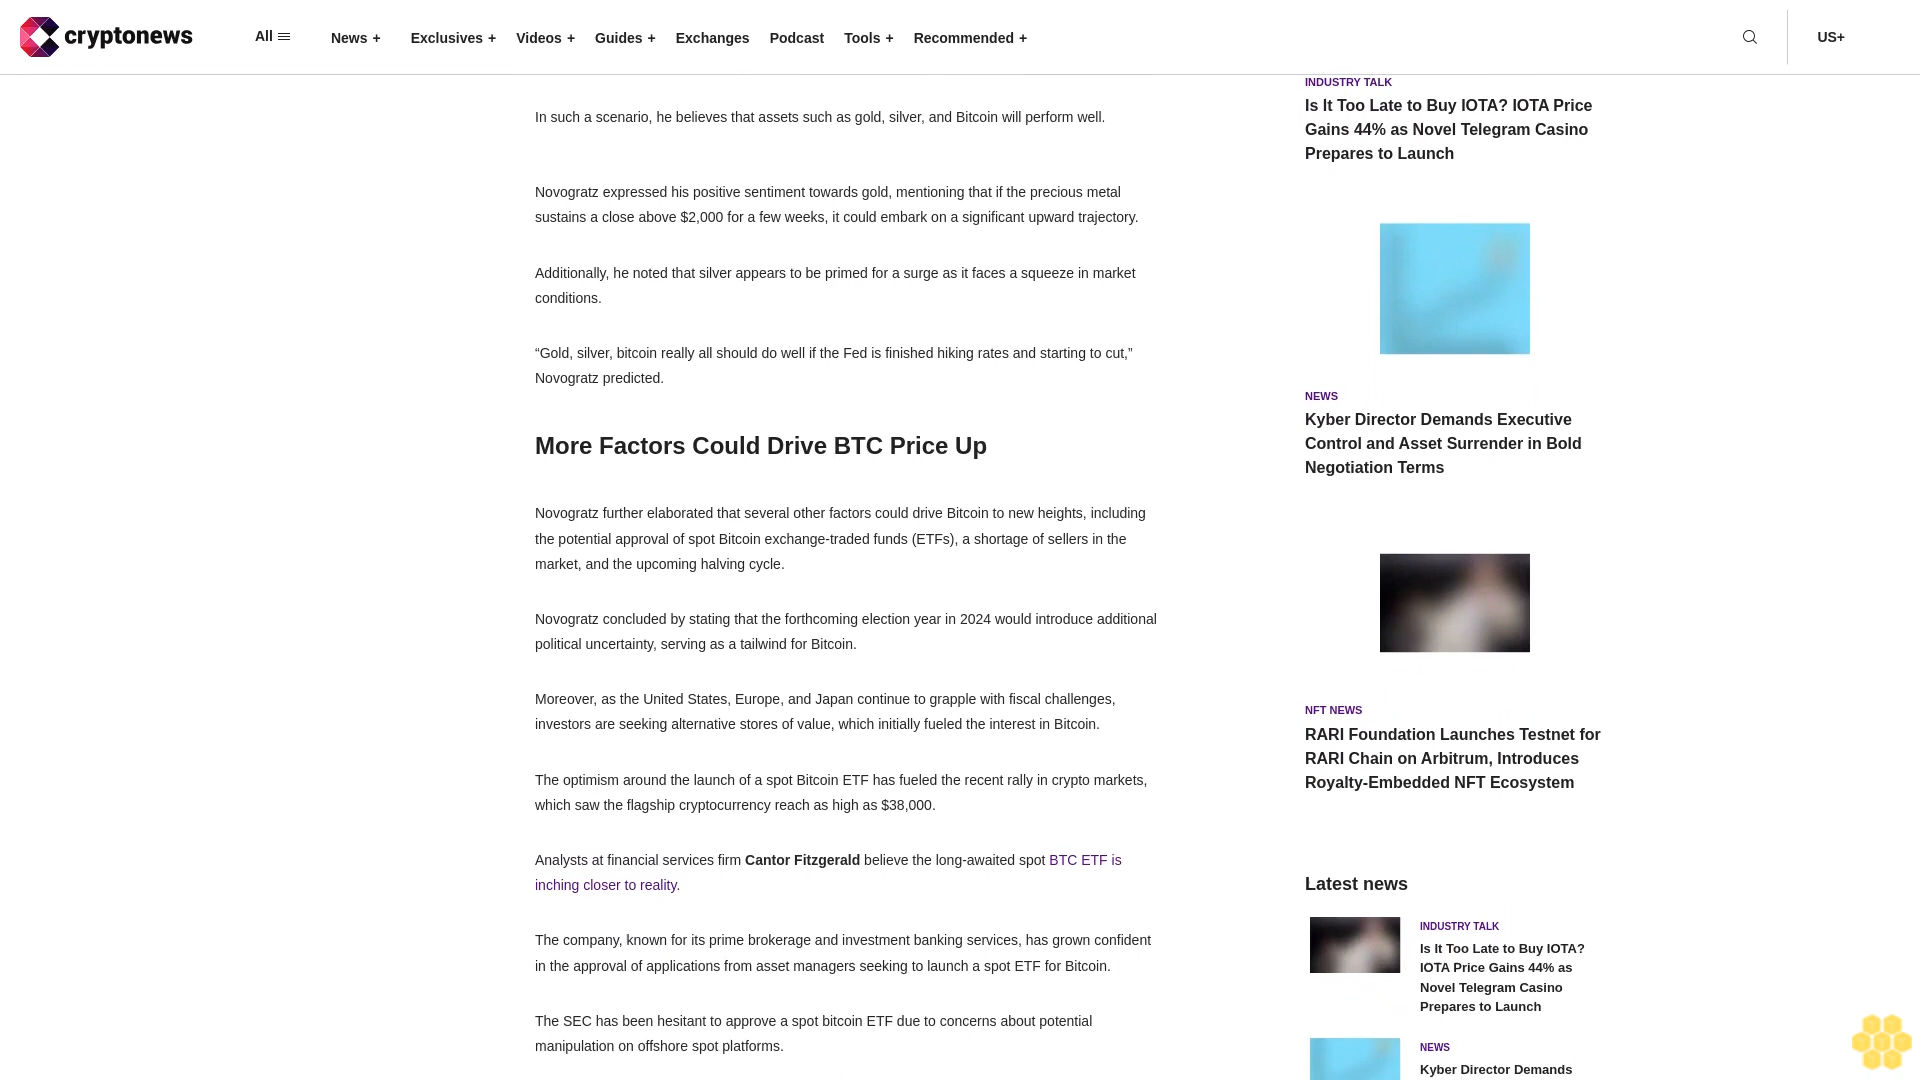 cryptonews
All
News +
Exclusives +
Videos +
Guides +
Exchanges
Podcast
Tools +
Recommended +
US+
In such a scenario, he believes that assets such as gold, silver, and Bitcoin will perform well.
Novogratz expressed his positive sentiment towards gold, mentioning that if the precious metal
sustains a close above $2,000 for a few weeks, it could embark on a significant upward trajectory.
Additionally, he noted that silver appears to be primed for a surge as it faces a squeeze in market
conditions.
“Gold, silver, bitcoin really all should do well if the Fed is finished hiking rates and starting to cut,”
Novogratz predicted.
More Factors Could Drive BTC Price Up
Novogratz further elaborated that several other factors could drive Bitcoin to new heights, including
the potential approval of spot Bitcoin exchange-traded funds (ETFs), a shortage of sellers in the
market, and the upcoming halving cycle.
Novogratz concluded by stating that the forthcoming election year in 2024 would introduce additional
political uncertainty, serving as a tailwind for Bitcoin.
Moreover, as the United States, Europe, and Japan continue to grapple with fiscal challenges,
investors are seeking alternative stores of value, which initially fueled the interest in Bitcoin.
The optimism around the launch of a spot Bitcoin ETF has fueled the recent rally in crypto markets,
which saw the flagship cryptocurrency reach as high as $38,000.
Analysts at financial services firm Cantor Fitzgerald believe the long-awaited spot BTC ETF is
inching closer to reality.
The company, known for its prime brokerage and investment banking services, has grown confident
in the approval of applications from asset managers seeking to launch a spot ETF for Bitcoin.
The SEC has been hesitant to approve a spot bitcoin ETF due to concerns about potential
manipulation on offshore spot platforms.
INDUSTRY TALK
Is It Too Late to Buy IOTA? IOTA Price
Gains 44% as Novel Telegram Casino
Prepares to Launch
NEWS
Kyber Director Demands Executive
Control and Asset Surrender in Bold
Negotiation Terms
NFT NEWS
RARI Foundation Launches Testnet for
RARI Chain on Arbitrum, Introduces
Royalty-Embedded NFT Ecosystem
Latest news
INDUSTRY TALK
Is It Too Late to Buy IOTA?
IOTA Price Gains 44% as
Novel Telegram Casino
Prepares to Launch
NEWS
Kyber Director Demands